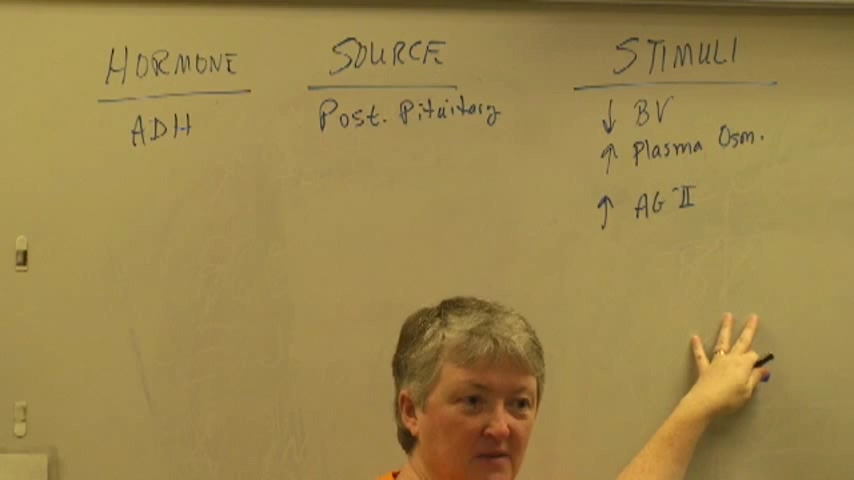 HORMONE SOURCE STIMULI
ADH Post. Pituitary ↓ BV
↑ Plasma Osm.
↑ AG-II